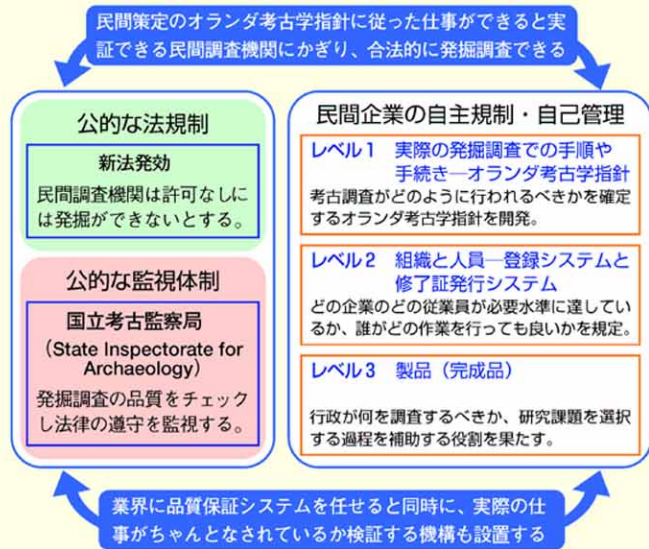 民間策定のオランダ考古学指針に従った仕事ができると実
証できる民間調査機関にかぎり、合法的に発掘調査できる
公的な法規制
新法発効
民間調査機関は許可なしに
は発掘ができないとする。
公的な監視体制
国立考古監察局
（State Inspectorate for
Archaeology）
発掘調査の品質をチェック
し法律の遵守を監視する。
民間企業の自主規制・自己管理
レベル1 実際の発掘調査での手順や
手続き―オランダ考古学指針
考古調査がどのように行われるべきかを確定
するオランダ考古学指針を開発。
レベル2 組織と人員―登録システムと
修了証発行システム
どの企業のどの従業員が必要水準に達してい
るか、誰がどの作業を行っても良いかを規定。
レベル3 製品（完成品）
行政が何を調査するべきか、研究課題を選択
する過程を補助する役割を果たす。
業界に品質保証システムを任せると同時に、実際の仕
事がちゃんとなされているか検証する機構も設置する